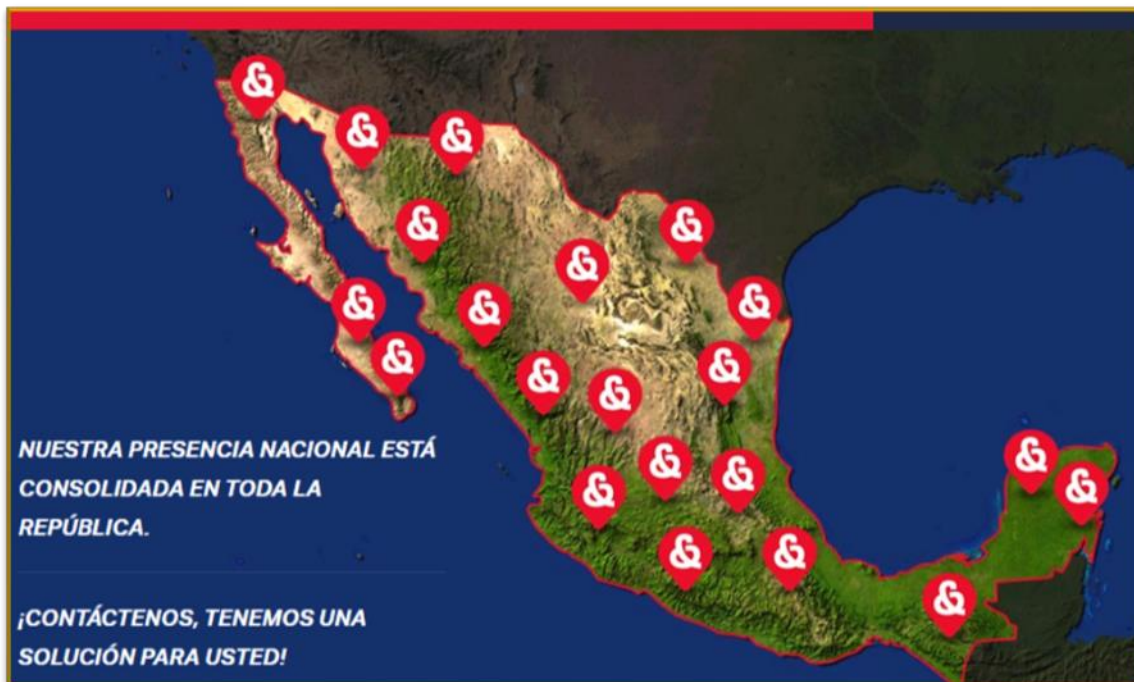 NUESTRA PRESENCIA NACIONAL ESTÁ
CONSOLIDADA EN TODA LA
REPÚBLICA.
¡CONTÁCTENOS, TENEMOS UNA
SOLUCIÓN PARA USTED!